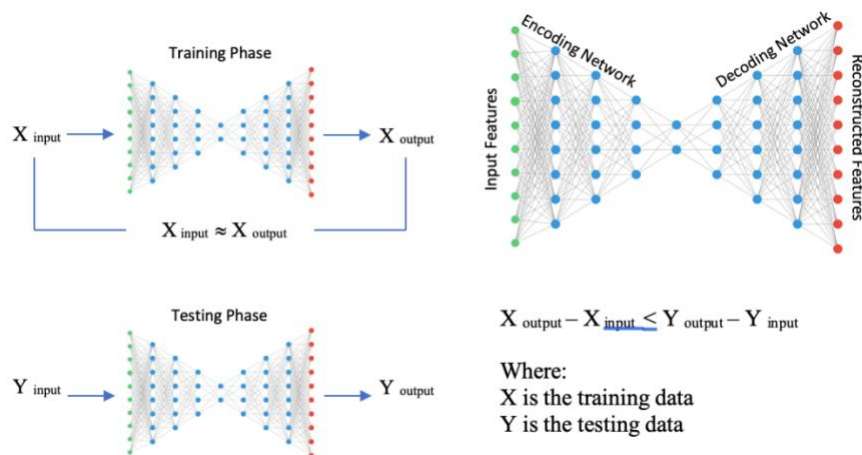 Training Phase
X input
X output
X input ≈ X output
Testing Phase
Y input
Y output
Encoding Network
Decoding Network
Input Features
Reconstructed Features
X output – X input < Y output – Y input
Where:
X is the training data
Y is the testing data